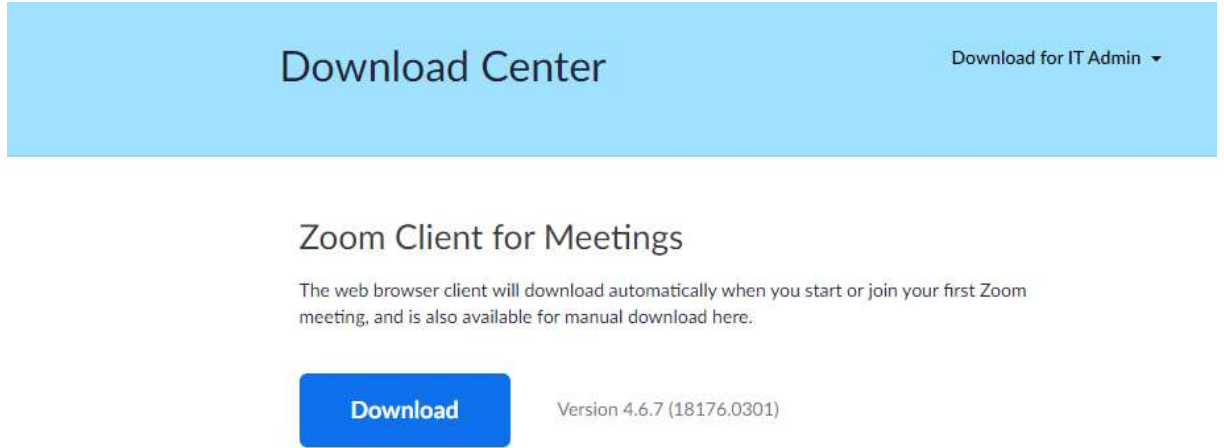 Download Center
Download for IT Admin
Zoom Client for Meetings
The web browser client will download automatically when you start or join your first Zoom
meeting, and is also available for manual download here.
Download
Version 4.6.7 (18176.0301)